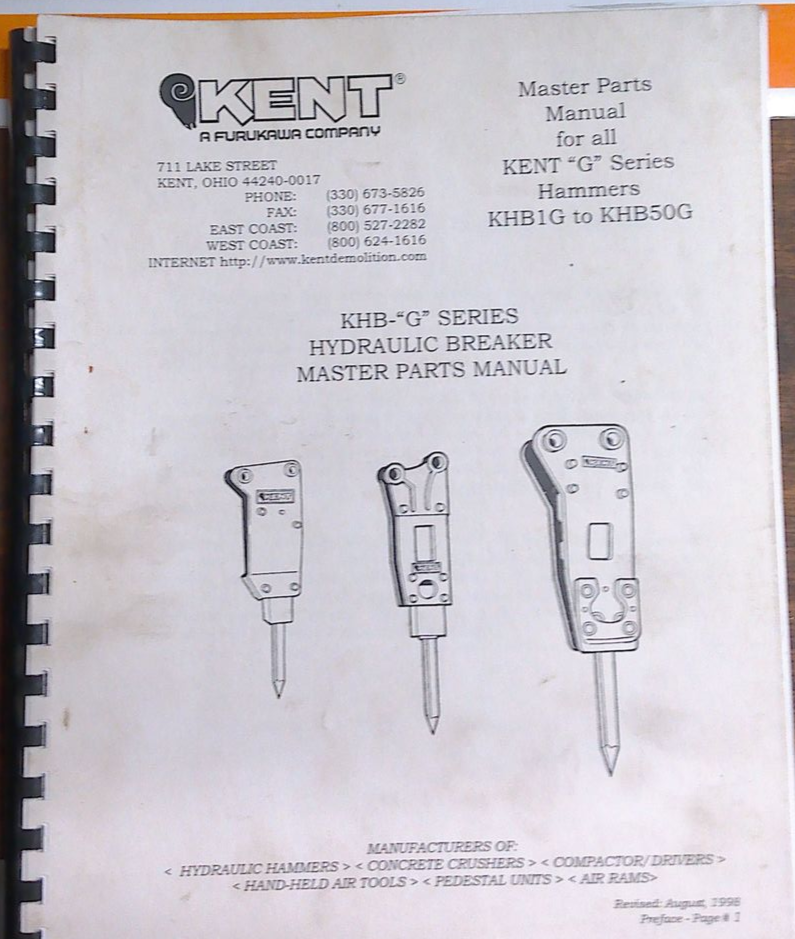 KENT®
A FURUKAWA COMPANY
711 LAKE STREET
KENT, OHIO 44240-0017
PHONE: (330) 673-5826
FAX: (330) 677-1616
EAST COAST: (800) 527-2282
WEST COAST: (800) 624-1616
INTERNET http://www.kentdemolition.com
Master Parts
Manual
for all
KENT "G" Series
Hammers
KHB1G to KHB50G
KHB-"G" SERIES
HYDRAULIC BREAKER
MASTER PARTS MANUAL
KENT
KENT
KENT
MANUFACTURERS OF:
< HYDRAULIC HAMMERS > < CONCRETE CRUSHERS > < COMPACTOR/DRIVERS >
< HAND-HELD AIR TOOLS > < PEDESTAL UNITS > < AIR RAMS>
Revised: August, 1998
Preface - Page # 1